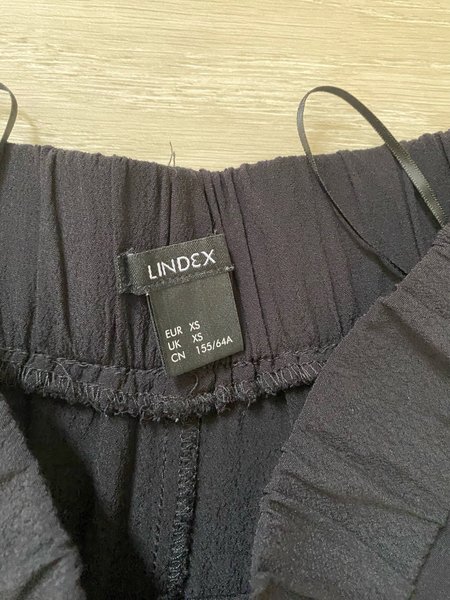 LINDEX
EUR XS
UK XS
CN 155/64A